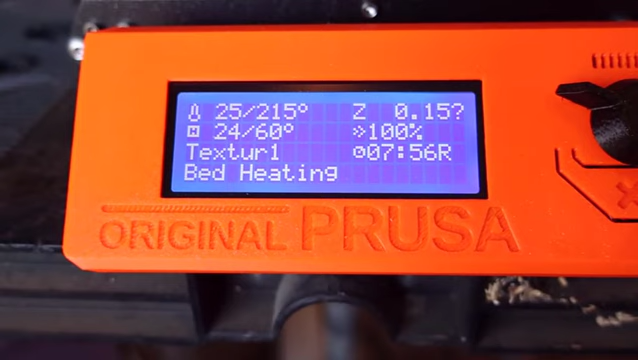 25/215° Z 0.15?
24/60° »100%
Textur1 07:56R
Bed Heating
ORIGINAL PRUSA